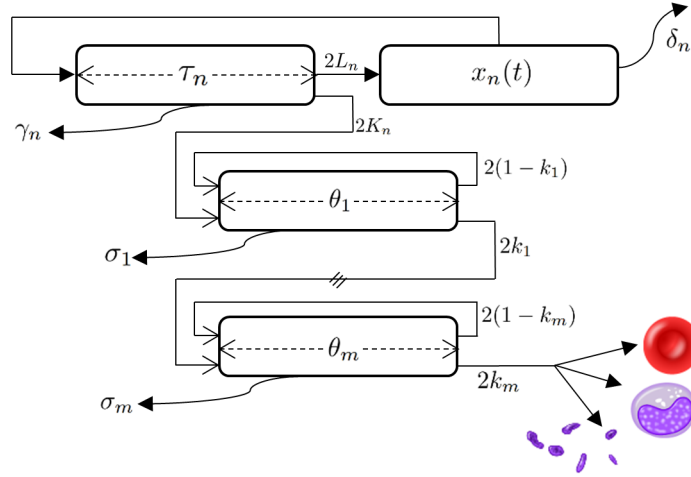 δₙ
τₙ
2Lₙ
xₙ(t)
γₙ
2Kₙ
2(1 − k₁)
θ₁
σ₁
2k₁
2(1 − kₘ)
θₘ
2kₘ
σₘ